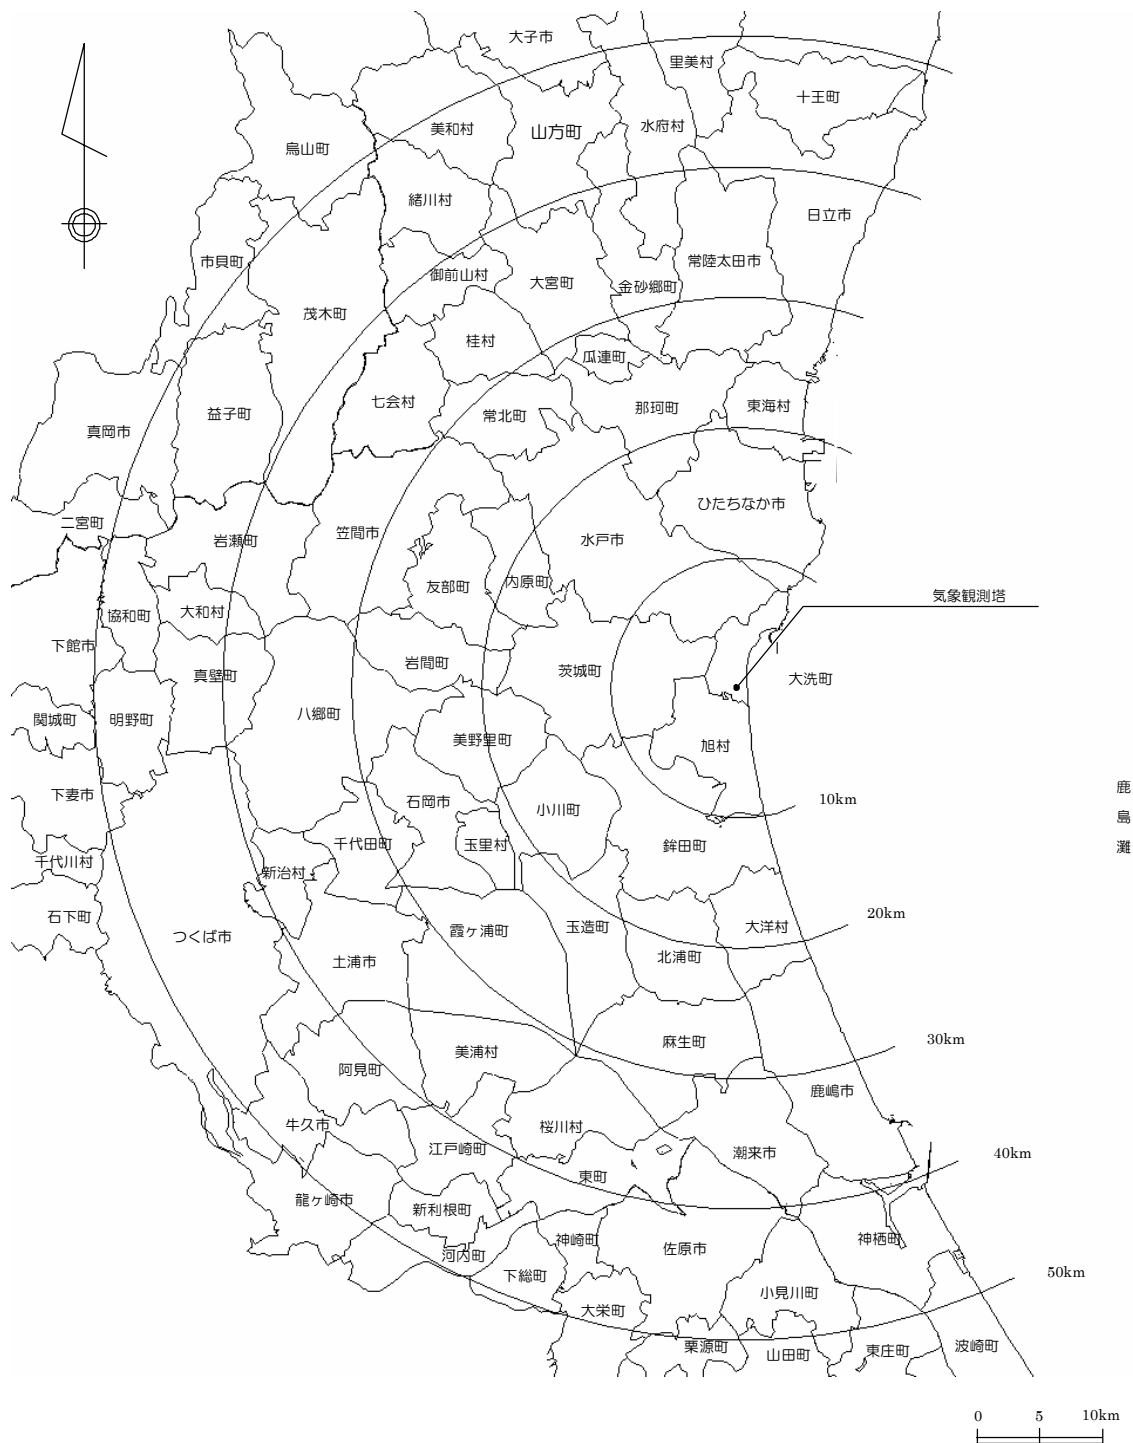 大子市
里美村
十王町
美和村
山方町
水府村
烏山町
緒川村
日立市
市貝町
御前山村
大宮町
金砂郷町
常陸太田市
茂木町
桂村
瓜連町
七会村
常北町
那珂町
東海村
益子町
真岡市
ひたちなか市
二宮町
岩瀬町
笠間市
水戸市
友部町
内原町
気象観測塔
協和町
大和村
下館市
岩間町
茨城町
大洗町
真壁町
関城町
明野町
八郷町
美野里町
旭村
下妻市
石岡市
小川町
10km
鹿
島
灘
千代田町
玉里村
鉾田町
千代川村
新治村
石下町
つくば市
霞ヶ浦町
玉造町
大洋村
20km
土浦市
北浦町
美浦村
麻生町
30km
阿見町
鹿嶋市
牛久市
桜川村
江戸崎町
潮来市
40km
東町
龍ヶ崎市
新利根町
神崎町
佐原市
神栖町
河内町
下総町
50km
小見川町
大栄町
栗源町
山田町
東庄町
波崎町
0 5 10km